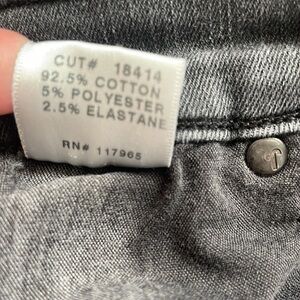 CUT# 18414
92.5% COTTON
5% POLYESTER
2.5% ELASTANE
RN# 117965